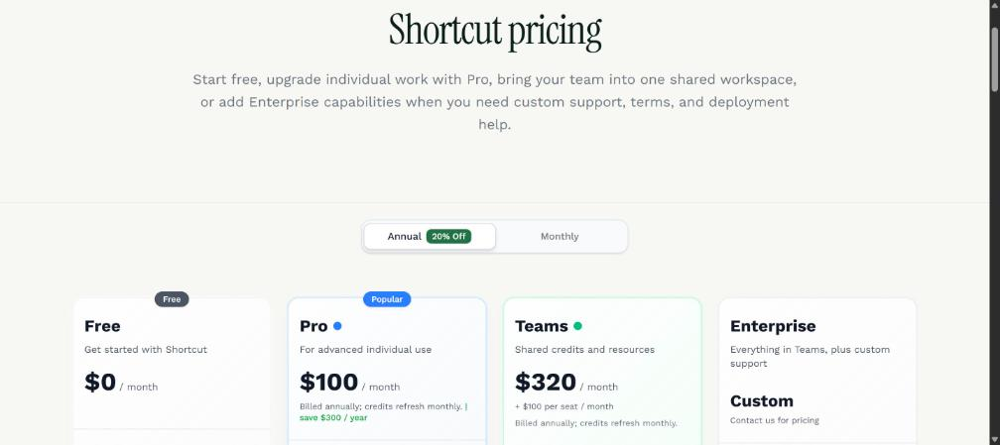 Shortcut pricing
Start free, upgrade individual work with Pro, bring your team into one shared workspace,
or add Enterprise capabilities when you need custom support, terms, and deployment
help.
Annual 20% Off
Monthly
Free
Free
Get started with Shortcut
$0 / month
Popular
Pro
For advanced individual use
$100 / month
Billed annually; credits refresh monthly. |
save $300 / year
Teams
Shared credits and resources
$320 / month
+ $100 per seat / month
Billed annually; credits refresh monthly.
Enterprise
Everything in Teams, plus custom
support
Custom
Contact us for pricing